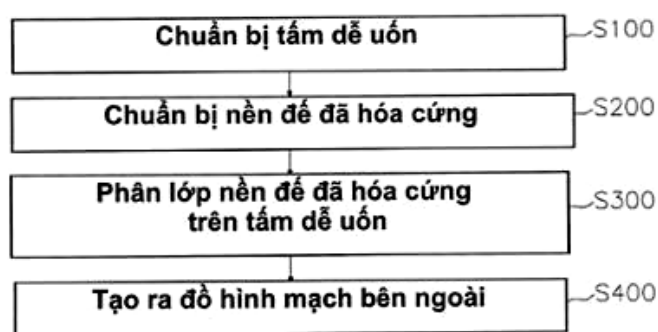 Chuẩn bị tấm dễ uốn
S100
Chuẩn bị nền đế đã hóa cứng
S200
Phân lớp nền đế đã hóa cứng
trên tấm dễ uốn
S300
Tạo ra đồ hình mạch bên ngoài
S400